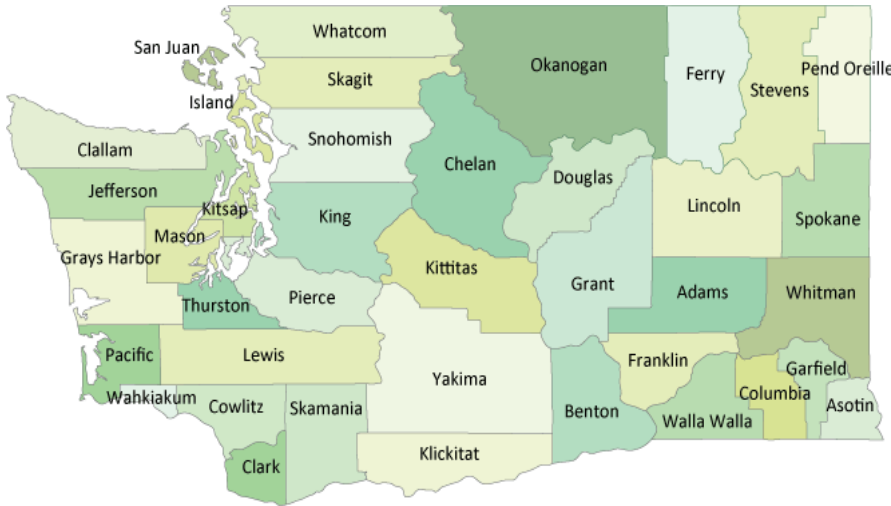 Whatcom
San Juan
Okanogan
Ferry
Pend Oreille
Skagit
Stevens
Island
Snohomish
Clallam
Chelan
Douglas
Jefferson
Kitsap
King
Lincoln
Spokane
Mason
Grays Harbor
Kittitas
Grant
Adams
Whitman
Thurston
Pierce
Pacific
Lewis
Franklin
Garfield
Yakima
Columbia
Wahkiakum
Cowlitz
Skamania
Benton
Asotin
Walla Walla
Klickitat
Clark